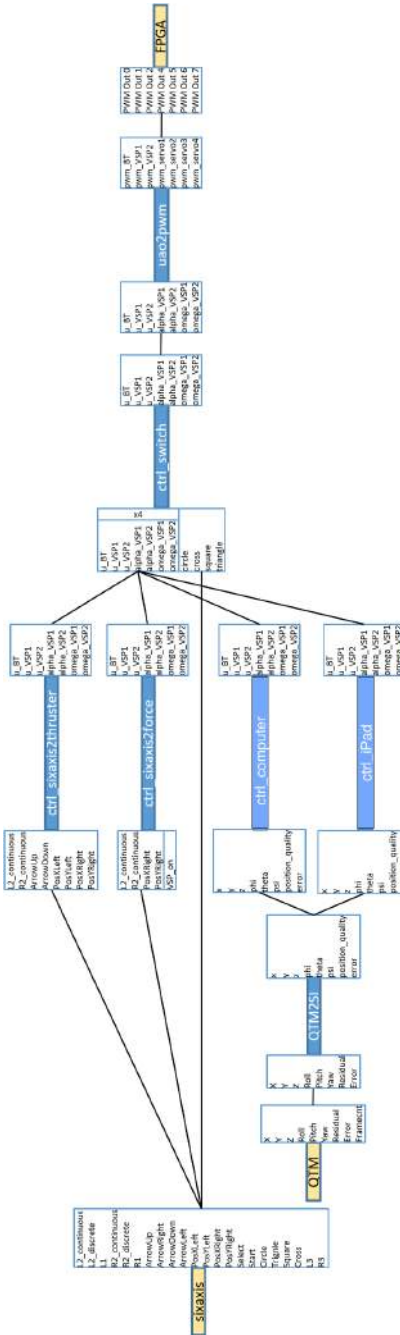 sixaxis
L2_continuous
L2_discrete
L1
R2_continuous
R2_discrete
R1
ArrowUp
ArrowRight
ArrowDown
ArrowLeft
PosXLeft
PosYLeft
PosXRight
PosYRight
Select
Start
Circle
Trignle
Square
Cross
L3
R3
QTM
X
Y
Z
Roll
Pitch
Yaw
Residual
Error
Framecnt
X
Y
Z
Roll
Pitch
Yaw
Residual
Error
QTM2SI
x
y
z
phi
theta
psi
position_quality
error
L2_continuous
R2_continuous
ArrowUp
ArrowDown
PosXLeft
PosYLeft
PosXRight
PosYRight
ctrl_sixaxis2thruster
u_BT
u_VSP1
u_VSP2
alpha_VSP1
alpha_VSP2
omega_VSP1
omega_VSP2
L2_continuous
R2_continuous
PosXRight
PosYRight
VSP_on
ctrl_sixaxis2force
u_BT
u_VSP1
u_VSP2
alpha_VSP1
alpha_VSP2
omega_VSP1
omega_VSP2
x
y
z
phi
theta
psi
position_quality
error
ctrl_computer
u_BT
u_VSP1
u_VSP2
alpha_VSP1
alpha_VSP2
omega_VSP1
omega_VSP2
x
y
z
phi
theta
psi
position_quality
ctrl_iPad
u_BT
u_VSP1
u_VSP2
alpha_VSP1
alpha_VSP2
omega_VSP1
omega_VSP2
u_BT
u_VSP1
u_VSP2
alpha_VSP1
alpha_VSP2
omega_VSP1
omega_VSP2
x4
circle
cross
square
triangle
ctrl_switch
u_BT
u_VSP1
u_VSP2
alpha_VSP1
alpha_VSP2
omega_VSP1
omega_VSP2
u_BT
u_VSP1
u_VSP2
alpha_VSP1
alpha_VSP2
omega_VSP1
omega_VSP2
uao2pwm
pwm_BT
pwm_VSP1
pwm_VSP2
pwm_servo1
pwm_servo2
pwm_servo3
pwm_servo4
PWM Out 0
PWM Out 1
PWM Out 2
PWM Out 4
PWM Out 5
PWM Out 6
PWM Out 7
FPGA